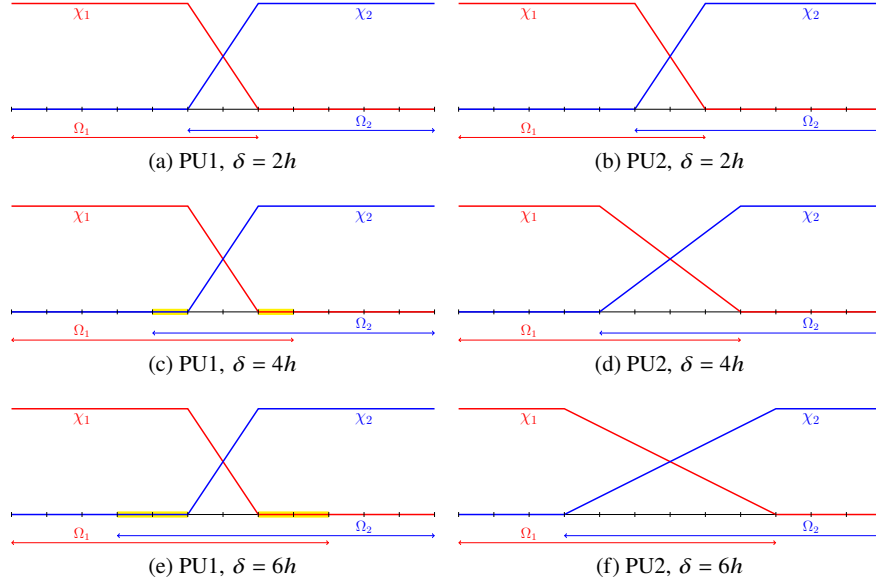 χ₁ χ₂ χ₁ χ₂
Ω₁ Ω₂ Ω₁ Ω₂
(a) PU1, δ = 2h (b) PU2, δ = 2h
χ₁ χ₂ χ₁ χ₂
Ω₁ Ω₂ Ω₁ Ω₂
(c) PU1, δ = 4h (d) PU2, δ = 4h
χ₁ χ₂ χ₁ χ₂
Ω₁ Ω₂ Ω₁ Ω₂
(e) PU1, δ = 6h (f) PU2, δ = 6h